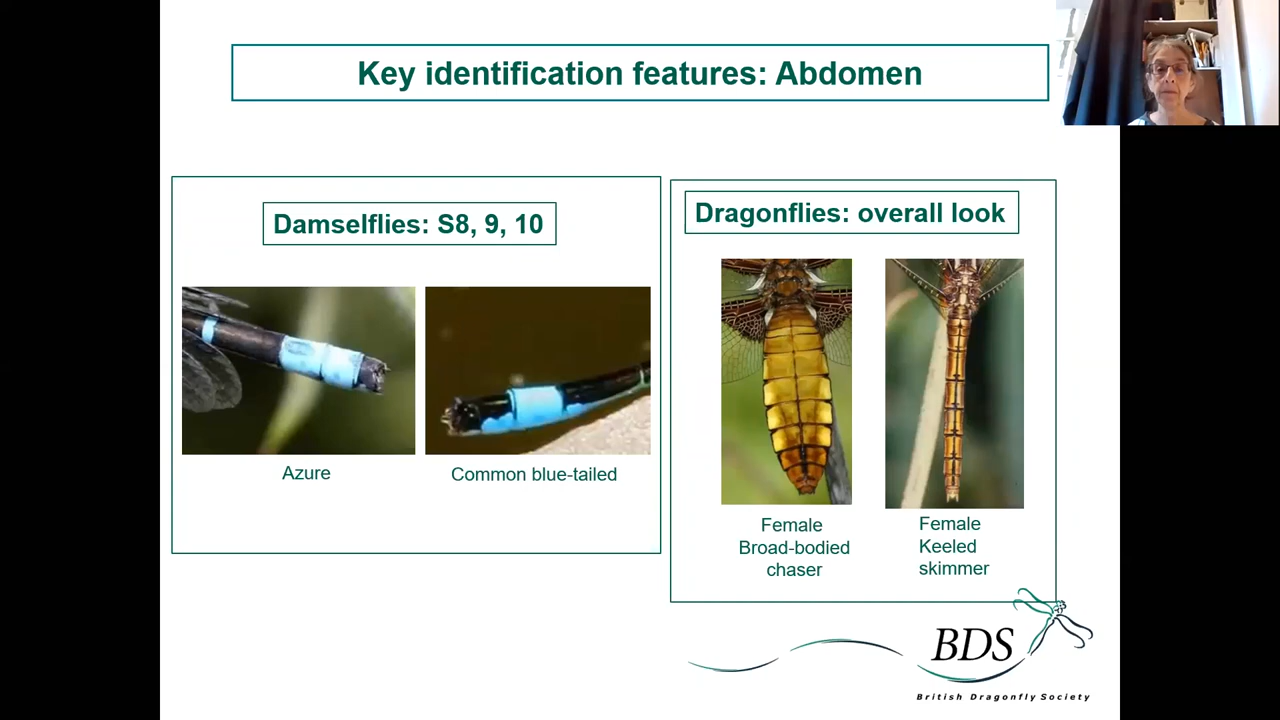 Key identification features: Abdomen
Damselflies: S8, 9, 10
Azure
Common blue-tailed
Dragonflies: overall look
Female
Broad-bodied
chaser
Female
Keeled
skimmer
BDS
British Dragonfly Society